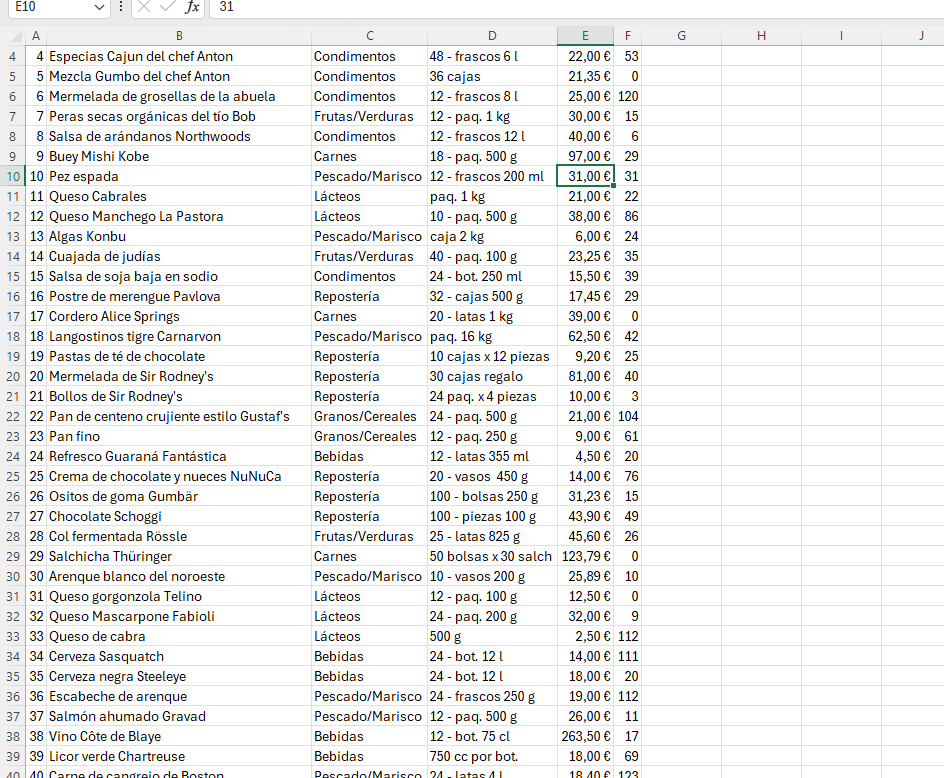 E10 fx 31
A B C D E F G H I J
4 4 Especias Cajun del chef Anton Condimentos 48 - frascos 6 l 22,00 € 53
5 5 Mezcla Gumbo del chef Anton Condimentos 36 cajas 21,35 € 0
6 6 Mermelada de grosellas de la abuela Condimentos 12 - frascos 8 l 25,00 € 120
7 7 Peras secas orgánicas del tío Bob Frutas/Verduras 12 - paq. 1 kg 30,00 € 15
8 8 Salsa de arándanos Northwoods Condimentos 12 - frascos 12 l 40,00 € 6
9 9 Buey Mishi Kobe Carnes 18 - paq. 500 g 97,00 € 29
10 10 Pez espada Pescado/Marisco 12 - frascos 200 ml 31,00 € 31
11 11 Queso Cabrales Lácteos paq. 1 kg 21,00 € 22
12 12 Queso Manchego La Pastora Lácteos 10 - paq. 500 g 38,00 € 86
13 13 Algas Konbu Pescado/Marisco caja 2 kg 6,00 € 24
14 14 Cuajada de judías Frutas/Verduras 40 - paq. 100 g 23,25 € 35
15 15 Salsa de soja baja en sodio Condimentos 24 - bot. 250 ml 15,50 € 39
16 16 Postre de merengue Pavlova Repostería 32 - cajas 500 g 17,45 € 29
17 17 Cordero Alice Springs Carnes 20 - latas 1 kg 39,00 € 0
18 18 Langostinos tigre Carnarvon Pescado/Marisco paq. 16 kg 62,50 € 42
19 19 Pastas de té de chocolate Repostería 10 cajas x 12 piezas 9,20 € 25
20 20 Mermelada de Sir Rodney's Repostería 30 cajas regalo 81,00 € 40
21 21 Bollos de Sir Rodney's Repostería 24 paq. x 4 piezas 10,00 € 3
22 22 Pan de centeno crujiente estilo Gustaf's Granos/Cereales 24 - paq. 500 g 21,00 € 104
23 23 Pan fino Granos/Cereales 12 - paq. 250 g 9,00 € 61
24 24 Refresco Guaraná Fantástica Bebidas 12 - latas 355 ml 4,50 € 20
25 25 Crema de chocolate y nueces NuNuCa Repostería 20 - vasos 450 g 14,00 € 76
26 26 Ositos de goma Gumbär Repostería 100 - bolsas 250 g 31,23 € 15
27 27 Chocolate Schoggi Repostería 100 - piezas 100 g 43,90 € 49
28 28 Col fermentada Rössle Frutas/Verduras 25 - latas 825 g 45,60 € 26
29 29 Salchicha Thüringer Carnes 50 bolsas x 30 salch 123,79 € 0
30 30 Arenque blanco del noroeste Pescado/Marisco 10 - vasos 200 g 25,89 € 10
31 31 Queso gorgonzola Telino Lácteos 12 - paq. 100 g 12,50 € 0
32 32 Queso Mascarpone Fabioli Lácteos 24 - paq. 200 g 32,00 € 9
33 33 Queso de cabra Lácteos 500 g 2,50 € 112
34 34 Cerveza Sasquatch Bebidas 24 - bot. 12 l 14,00 € 111
35 35 Cerveza negra Steeleye Bebidas 24 - bot. 12 l 18,00 € 20
36 36 Escabeche de arenque Pescado/Marisco 24 - frascos 250 g 19,00 € 112
37 37 Salmón ahumado Gravad Pescado/Marisco 12 - paq. 500 g 26,00 € 11
38 38 Vino Côte de Blaye Bebidas 12 - bot. 75 cl 263,50 € 17
39 39 Licor verde Chartreuse Bebidas 750 cc por bot. 18,00 € 69
40 40 Carne de cangrejo de Boston Pescado/Marisco 24 - latas 4 l 18,40 € 123